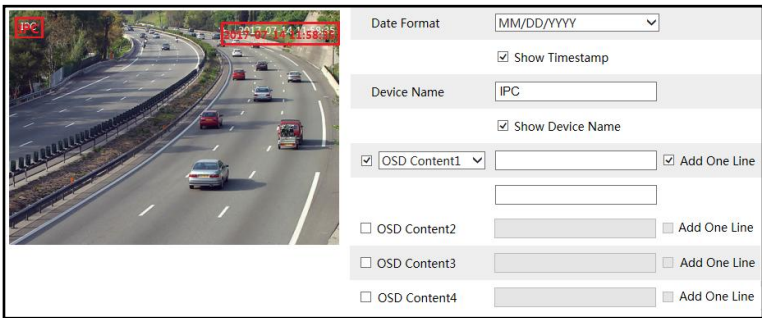 IPC
2017-07-14 11:58:35
Date Format MM/DD/YYYY
Show Timestamp
Device Name IPC
Show Device Name
OSD Content1 Add One Line
OSD Content2 Add One Line
OSD Content3 Add One Line
OSD Content4 Add One Line